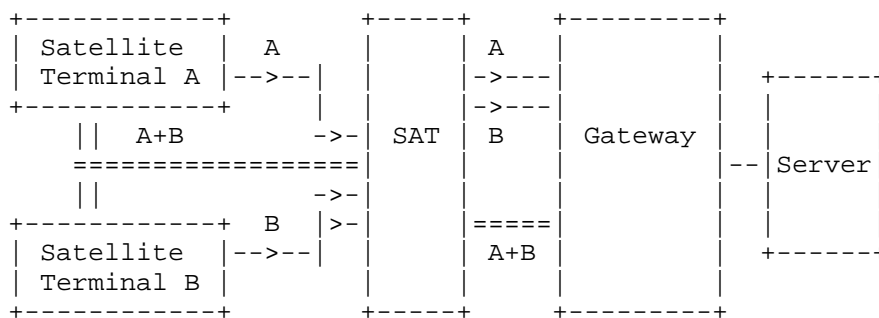 Satellite A A
Terminal A
A+B SAT B Gateway
Server
B
Satellite A+B
Terminal B